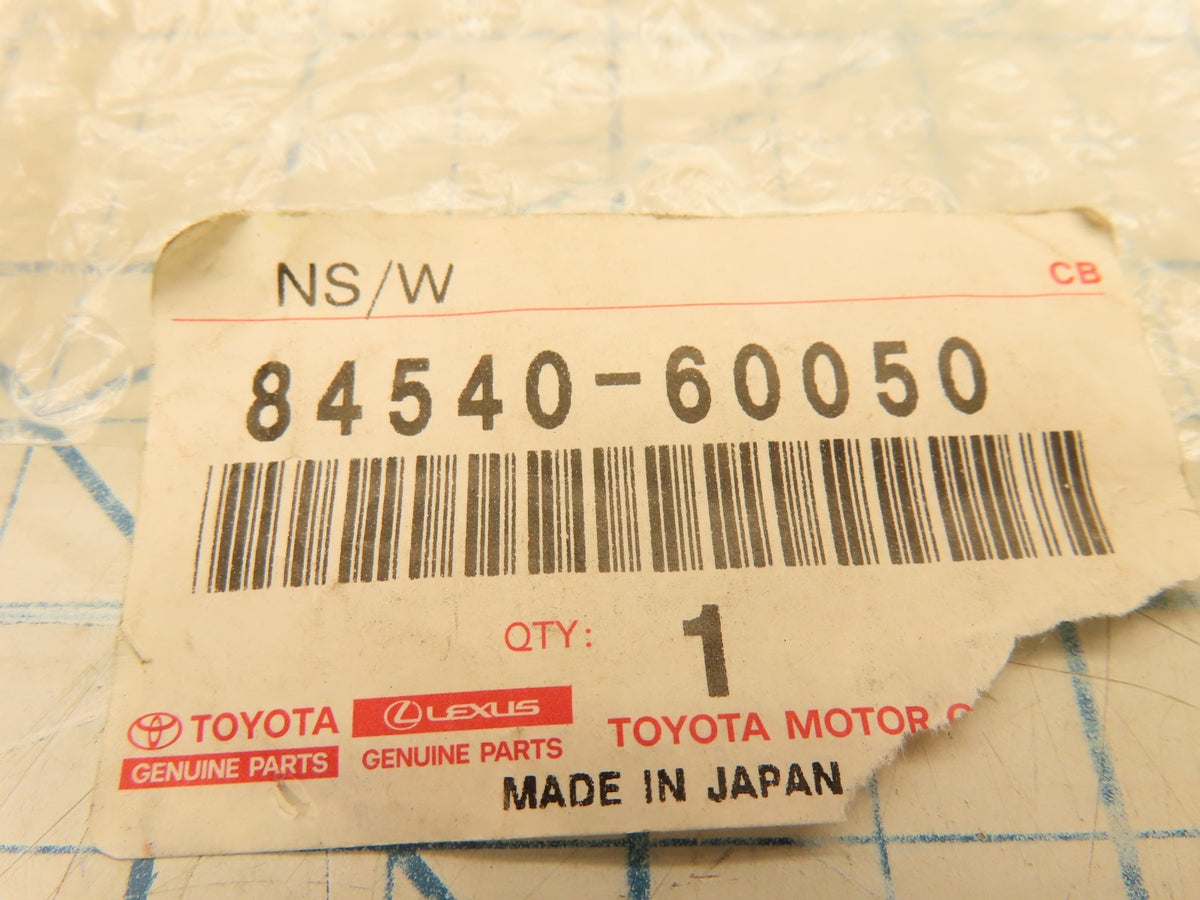 NS/W
CB
84540-60050
QTY: 1
TOYOTA
GENUINE PARTS
LEXUS
GENUINE PARTS
TOYOTA MOTOR
MADE IN JAPAN